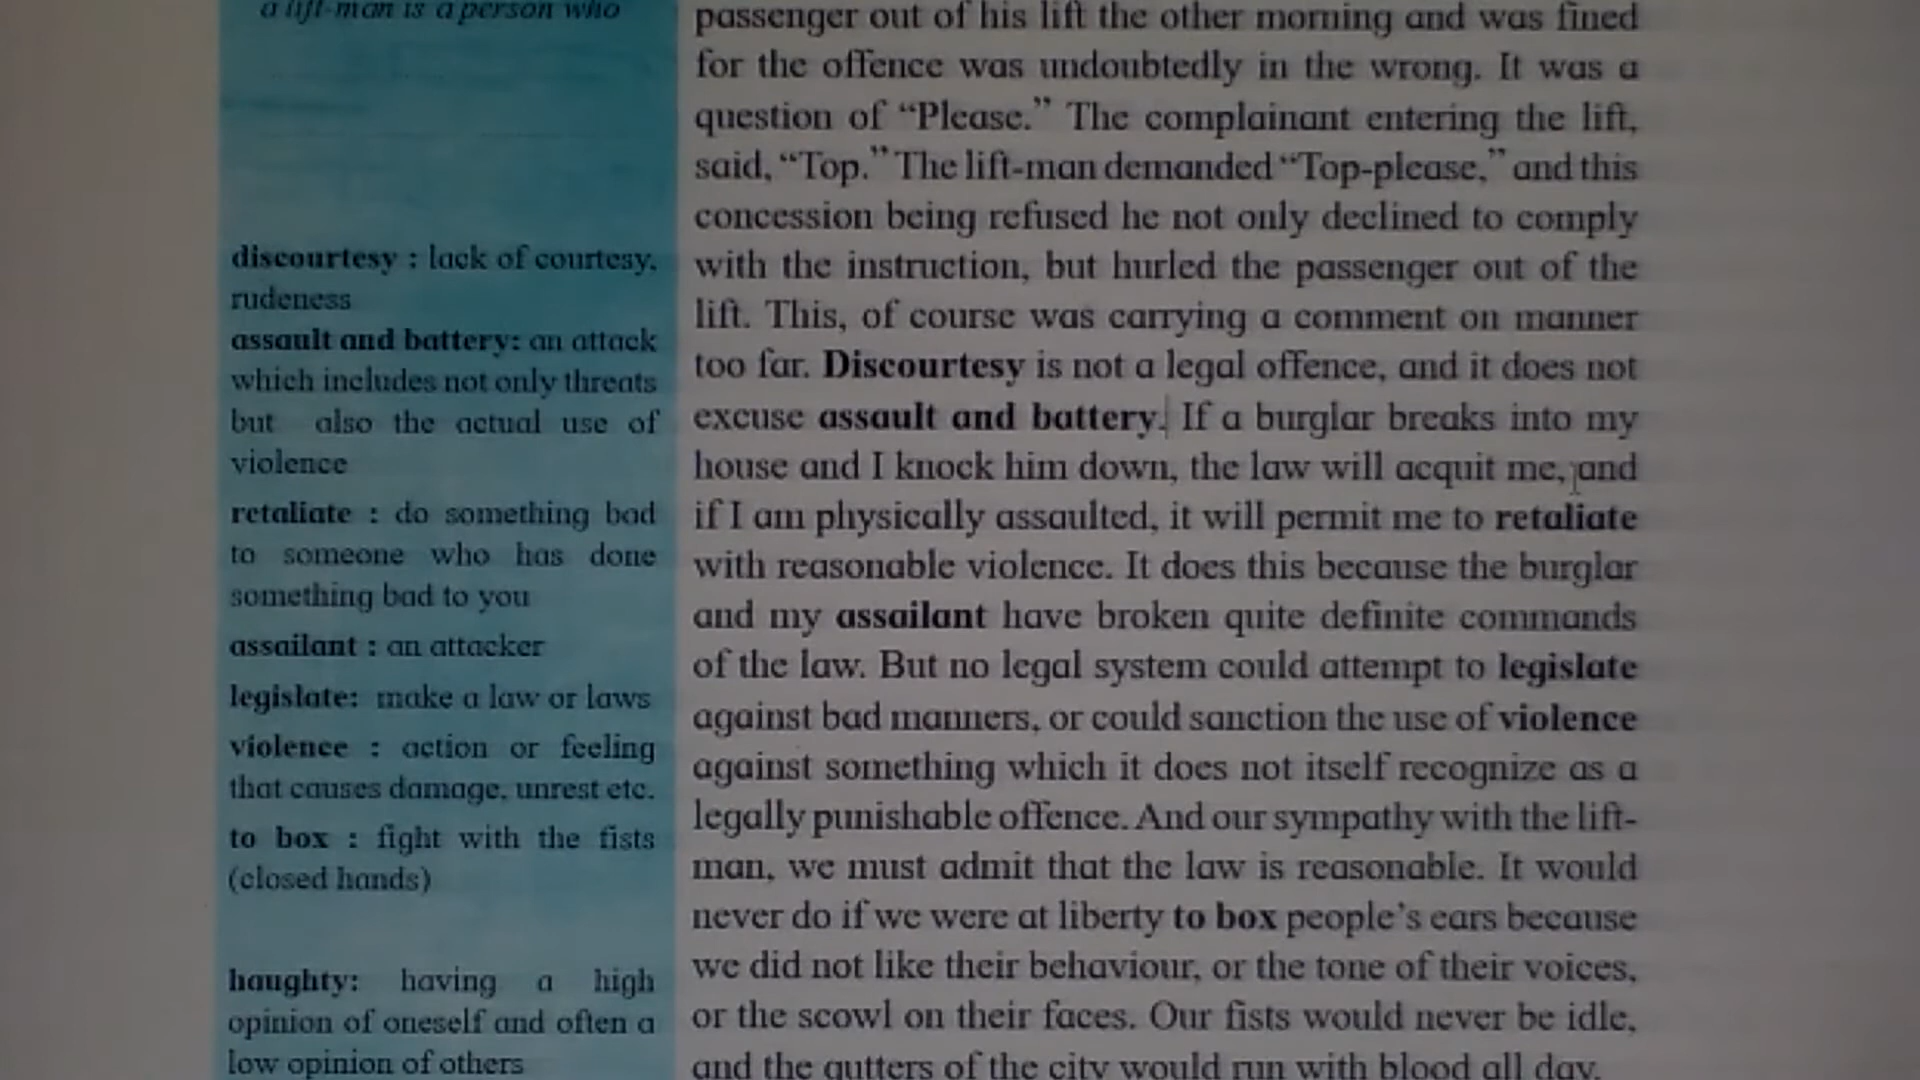 a lift-man is a person who
discourtesy : lack of courtesy,
rudeness
assault and battery: an attack
which includes not only threats
but also the actual use of
violence
retaliate : do something bad
to someone who has done
something bad to you
assailant : an attacker
legislate: make a law or laws
violence : action or feeling
that causes damage, unrest etc.
to box : fight with the fists
(closed hands)
haughty: having a high
opinion of oneself and often a
low opinion of others
passenger out of his lift the other morning and was fined
for the offence was undoubtedly in the wrong. It was a
question of “Please.” The complainant entering the lift,
said, “Top.” The lift-man demanded “Top-please,” and this
concession being refused he not only declined to comply
with the instruction, but hurled the passenger out of the
lift. This, of course was carrying a comment on manner
too far. Discourtesy is not a legal offence, and it does not
excuse assault and battery. If a burglar breaks into my
house and I knock him down, the law will acquit me, and
if I am physically assaulted, it will permit me to retaliate
with reasonable violence. It does this because the burglar
and my assailant have broken quite definite commands
of the law. But no legal system could attempt to legislate
against bad manners, or could sanction the use of violence
against something which it does not itself recognize as a
legally punishable offence. And our sympathy with the lift-
man, we must admit that the law is reasonable. It would
never do if we were at liberty to box people’s ears because
we did not like their behaviour, or the tone of their voices,
or the scowl on their faces. Our fists would never be idle,
and the gutters of the city would run with blood all day.